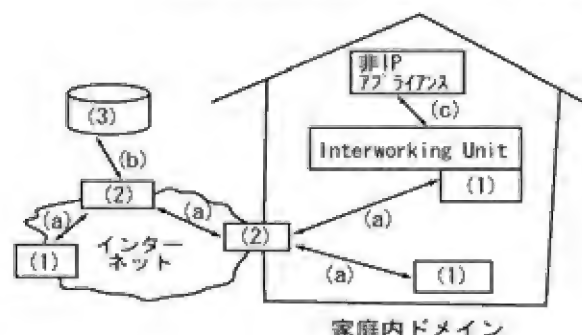 非IP
アプライアンス
(c)
(3)
Interworking Unit
(b)
(1)
(2)
(a)
(a)
(a)
(2)
インター
ネット
(1)
(a)
(1)
家庭内ドメイン